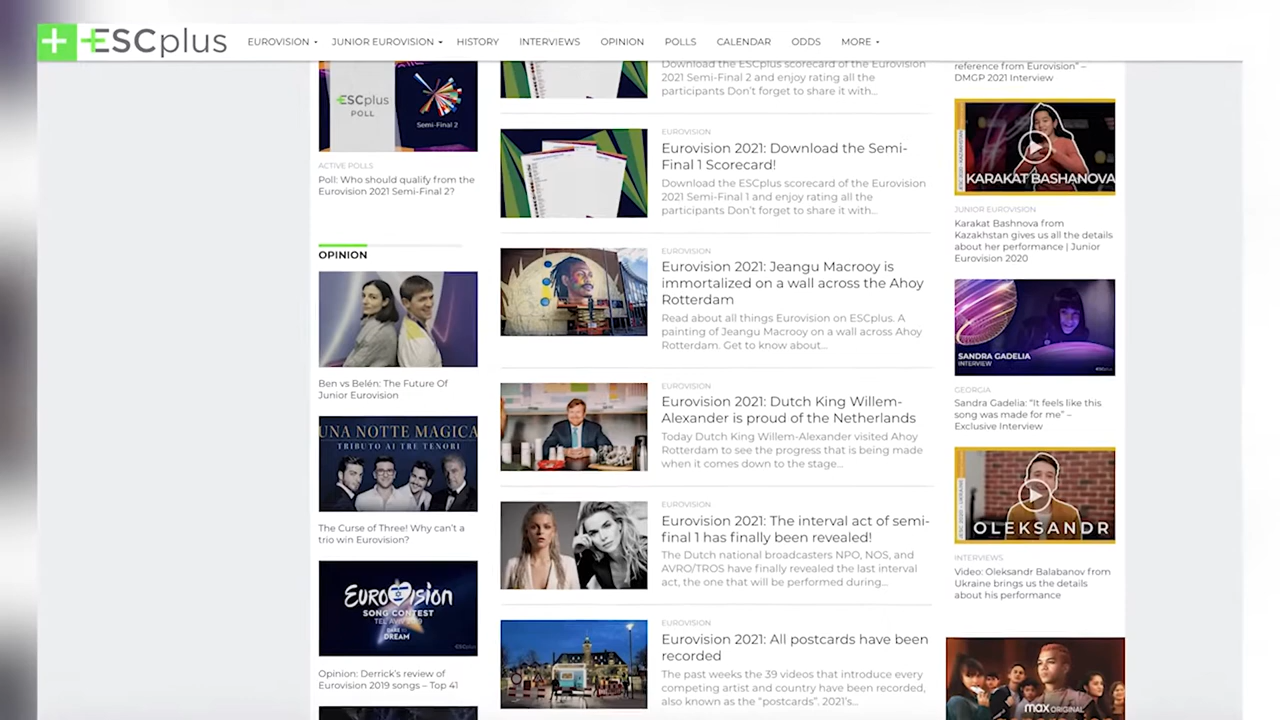 ESCplus
EUROVISION
JUNIOR EUROVISION
HISTORY
INTERVIEWS
OPINION
POLLS
CALENDAR
ODDS
MORE
ESCplus
POLL
Semi-Final 2
ACTIVE POLLS
Poll: Who should qualify from the
Eurovision 2021 Semi-Final 2?
OPINION
Ben vs Belén: The Future Of
Junior Eurovision
UNA NOTTE MAGICA
TRIBUTO AI TRE TENORI
The Curse of Three! Why can't a
trio win Eurovision?
EUROVISION
SONG CONTEST
TEL AVIV 2019
DARE TO
DREAM
ESCplus
Opinion: Derrick's review of
Eurovision 2019 songs – Top 41
Download the ESCplus scorecard of the Eurovision
2021 Semi-Final 2 and enjoy rating all the
participants Don't forget to share it with...
EUROVISION
Eurovision 2021: Download the Semi-
Final 1 Scorecard!
Download the ESCplus scorecard of the Eurovision
2021 Semi-Final 1 and enjoy rating all the
participants Don't forget to share it with...
EUROVISION
Eurovision 2021: Jeangu Macrooy is
immortalized on a wall across the Ahoy
Rotterdam
Read about all things Eurovision on ESCplus. A
painting of Jeangu Macrooy on a wall across Ahoy
Rotterdam. Get to know about...
EUROVISION
Eurovision 2021: Dutch King Willem-
Alexander is proud of the Netherlands
Today Dutch King Willem-Alexander visited Ahoy
Rotterdam to see the progress that is being made
when it comes down to the stage...
EUROVISION
Eurovision 2021: The interval act of semi-
final 1 has finally been revealed!
The Dutch national broadcasters NPO, NOS, and
AVRO/TROS have finally revealed the last interval
act, the one that will be performed during...
EUROVISION
Eurovision 2021: All postcards have been
recorded
The past weeks the 39 videos that introduce every
competing artist and country have been recorded,
also known as the "postcards". 2021's...
reference from Eurovision" –
DMGP 2021 Interview
JESC 2020 - KAZAKHSTAN
KARAKAT BASHANOVA
JUNIOR EUROVISION
Karakat Bashnova from
Kazakhstan gives us all the details
about her performance | Junior
Eurovision 2020
SANDRA GADELIA
INTERVIEW
ESCplus
GEORGIA
Sandra Gadelia: "It feels like this
song was made for me" –
Exclusive Interview
JESC 2020 - UKRAINE
OLEKSANDR
INTERVIEWS
Video: Oleksandr Balabanov from
Ukraine brings us the details
about his performance
max ORIGINAL